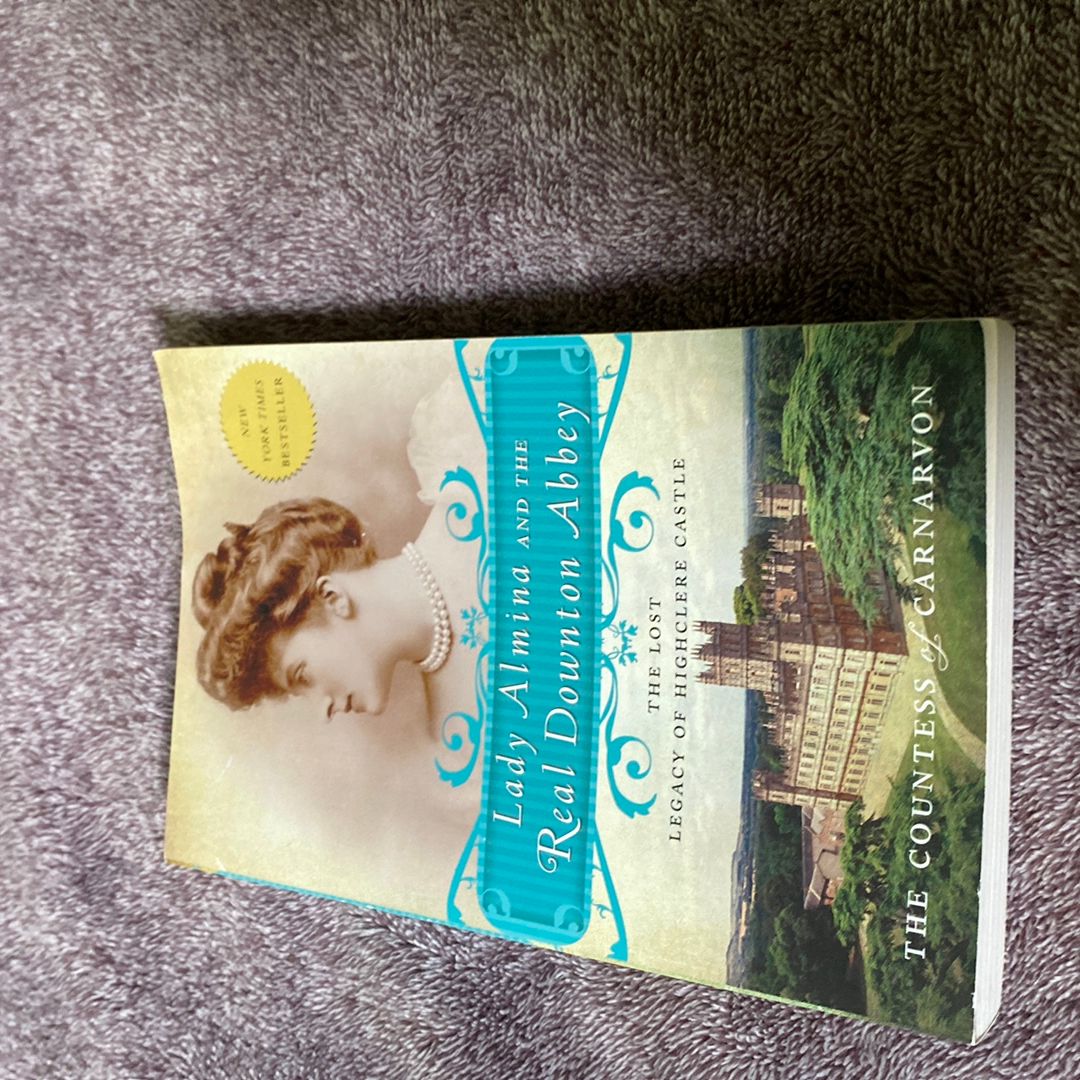 NEW
YORK TIMES
BESTSELLER
Lady Almina AND THE
Real Downton Abbey
THE LOST
LEGACY OF HIGHCLERE CASTLE
THE COUNTESS of CARNARVON